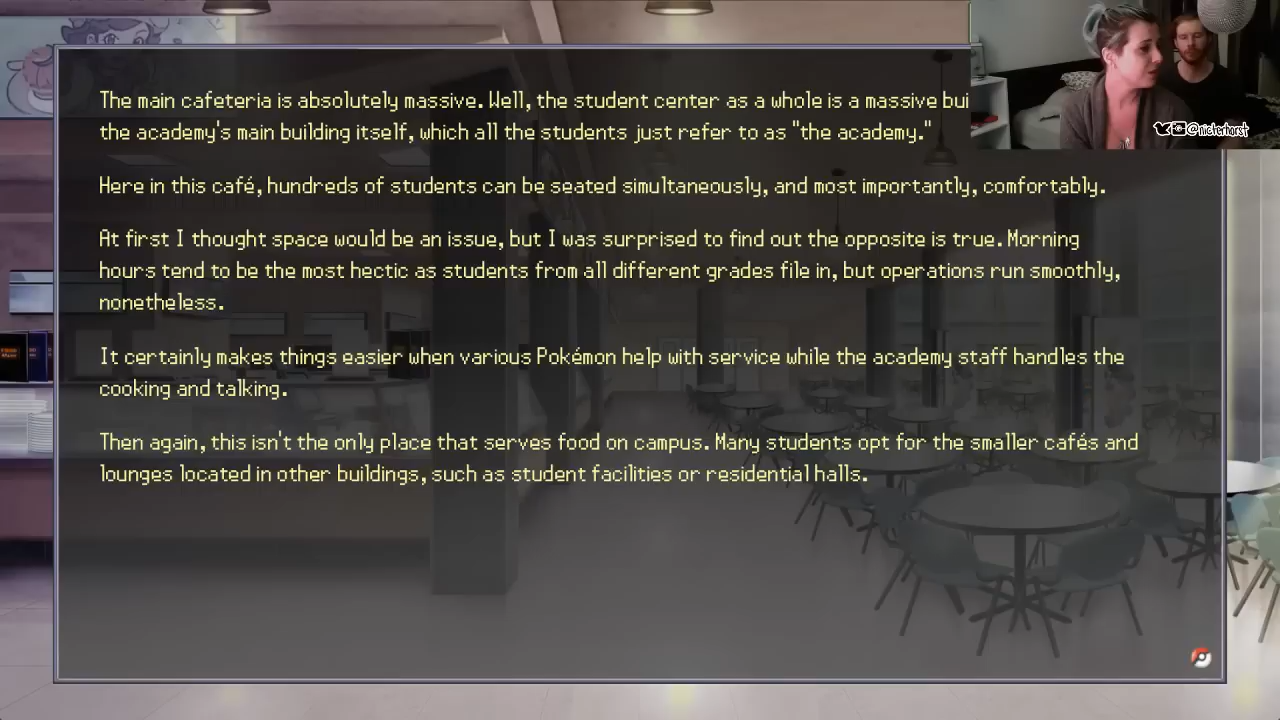 The main cafeteria is absolutely massive. Well, the student center as a whole is a massive
the academy's main building itself, which all the students just refer to as "the academy."
Here in this café, hundreds of students can be seated simultaneously, and most importantly, comfortably.
At first I thought space would be an issue, but I was surprised to find out the opposite is true. Morning
hours tend to be the most hectic as students from all different grades file in, but operations run smoothly,
nonetheless.
It certainly makes things easier when various Pokémon help with service while the academy staff handles the
cooking and talking.
Then again, this isn't the only place that serves food on campus. Many students opt for the smaller cafés and
lounges located in other buildings, such as student facilities or residential halls.